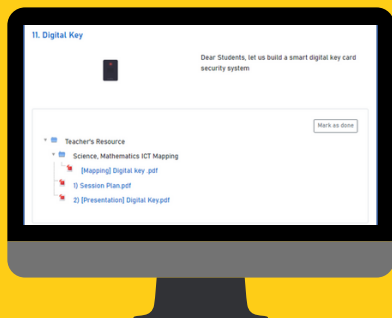 11. Digital Key
Dear Students, let us build a smart digital key card
security system
Mark as done
Teacher's Resource
Science, Mathematics ICT Mapping
[Mapping] Digital key .pdf
1) Session Plan.pdf
2) [Presentation] Digital Key.pdf